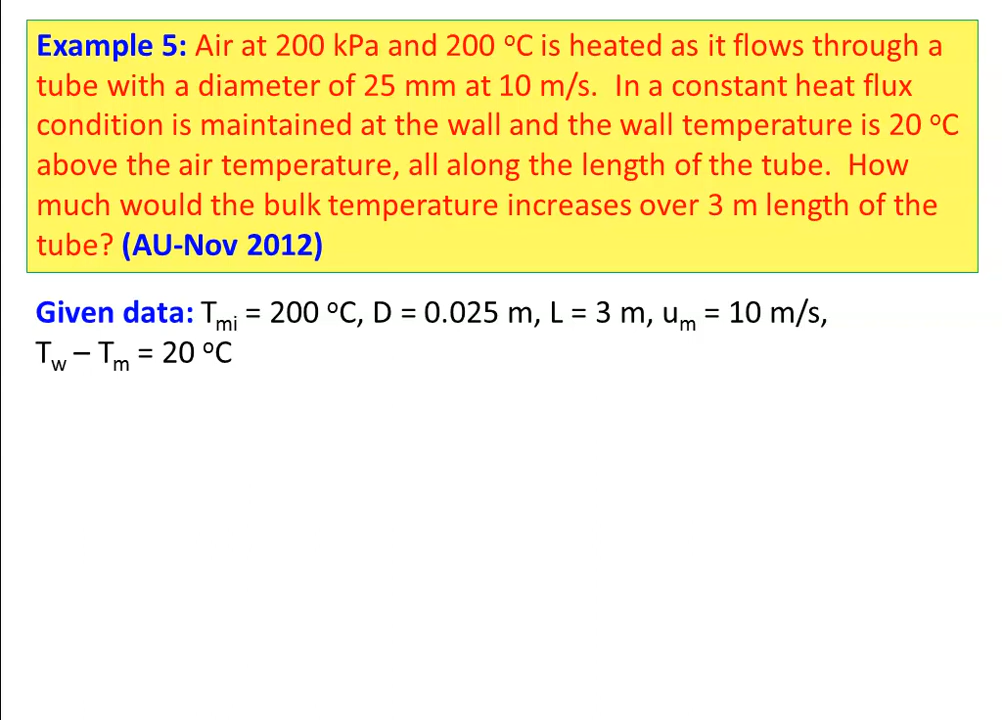 Example 5: Air at 200 kPa and 200 °C is heated as it flows through a
tube with a diameter of 25 mm at 10 m/s. In a constant heat flux
condition is maintained at the wall and the wall temperature is 20 °C
above the air temperature, all along the length of the tube. How
much would the bulk temperature increases over 3 m length of the
tube? (AU-Nov 2012)
Given data: Tmi = 200 °C, D = 0.025 m, L = 3 m, um = 10 m/s,
Tw – Tm = 20 °C